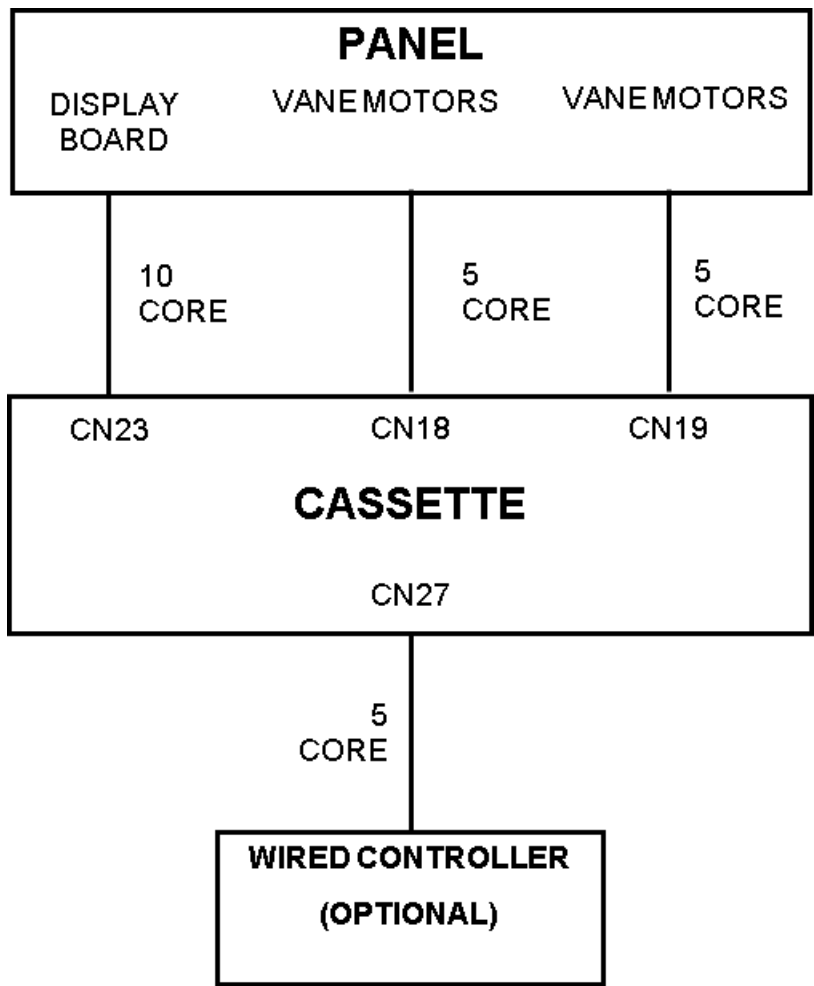 PANEL
DISPLAY
BOARD
VANE MOTORS
VANE MOTORS
10
CORE
5
CORE
5
CORE
CN23
CN18
CN19
CASSETTE
CN27
5
CORE
WIRED CONTROLLER
(OPTIONAL)